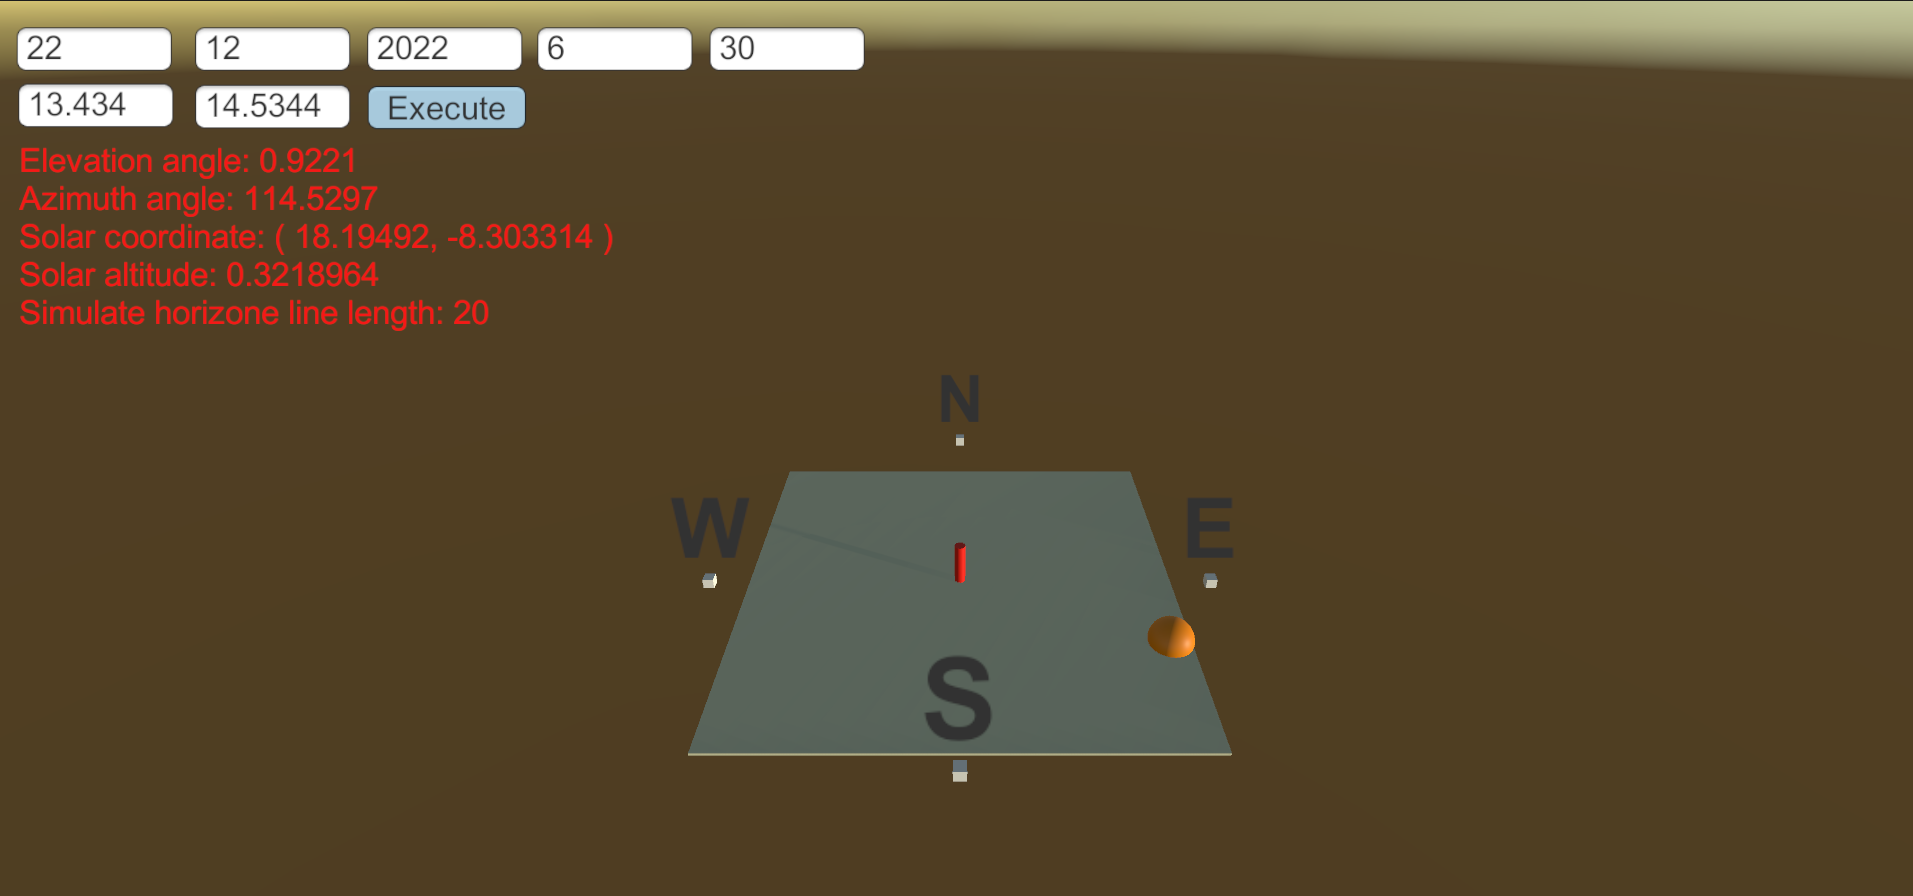 22 12 2022 6 30
13.434 14.5344 Execute
Elevation angle: 0.9221
Azimuth angle: 114.5297
Solar coordinate: ( 18.19492, -8.303314 )
Solar altitude: 0.3218964
Simulate horizone line length: 20
N
W E
S